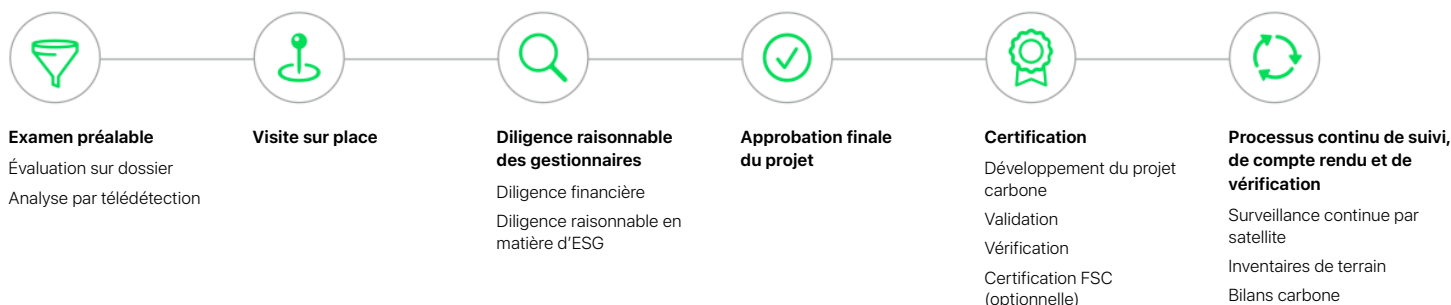 Examen préalable
Évaluation sur dossier
Analyse par télédétection
Visite sur place
Diligence raisonnable
des gestionnaires
Diligence financière
Diligence raisonnable en
matière d’ESG
Approbation finale
du projet
Certification
Développement du projet
carbone
Validation
Vérification
Certification FSC
(optionnelle)
Processus continu de suivi,
de compte rendu et de
vérification
Surveillance continue par
satellite
Inventaires de terrain
Bilans carbone